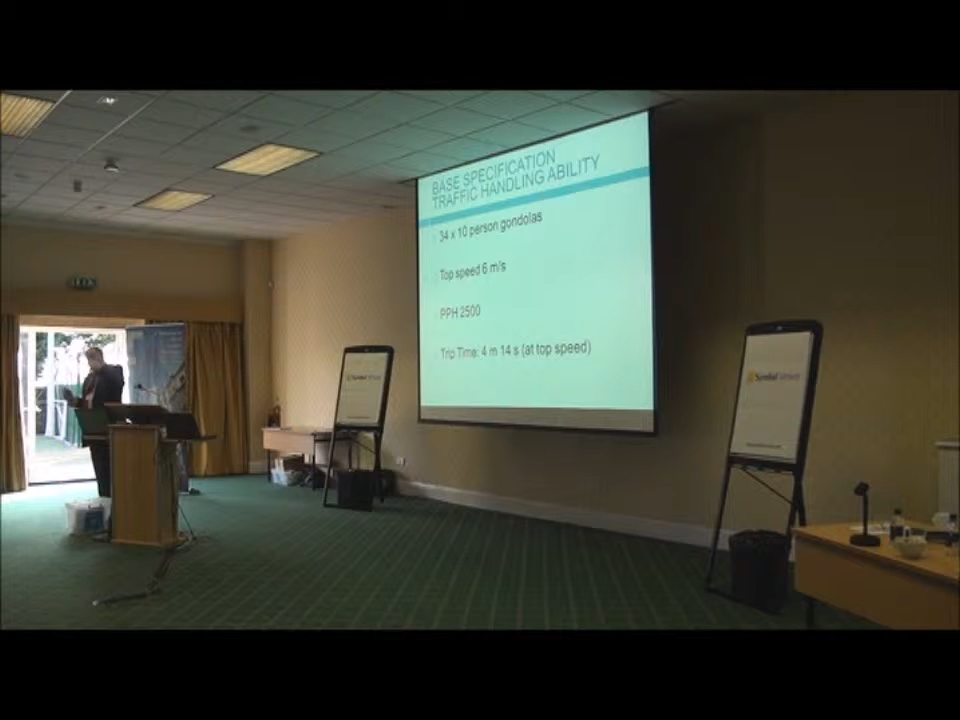 BASE SPECIFICATION
TRAFFIC HANDLING ABILITY
34 x 10 person gondolas
Top speed 6 m/s
PPH 2500
Trip Time: 4 m 14 s (at top speed)